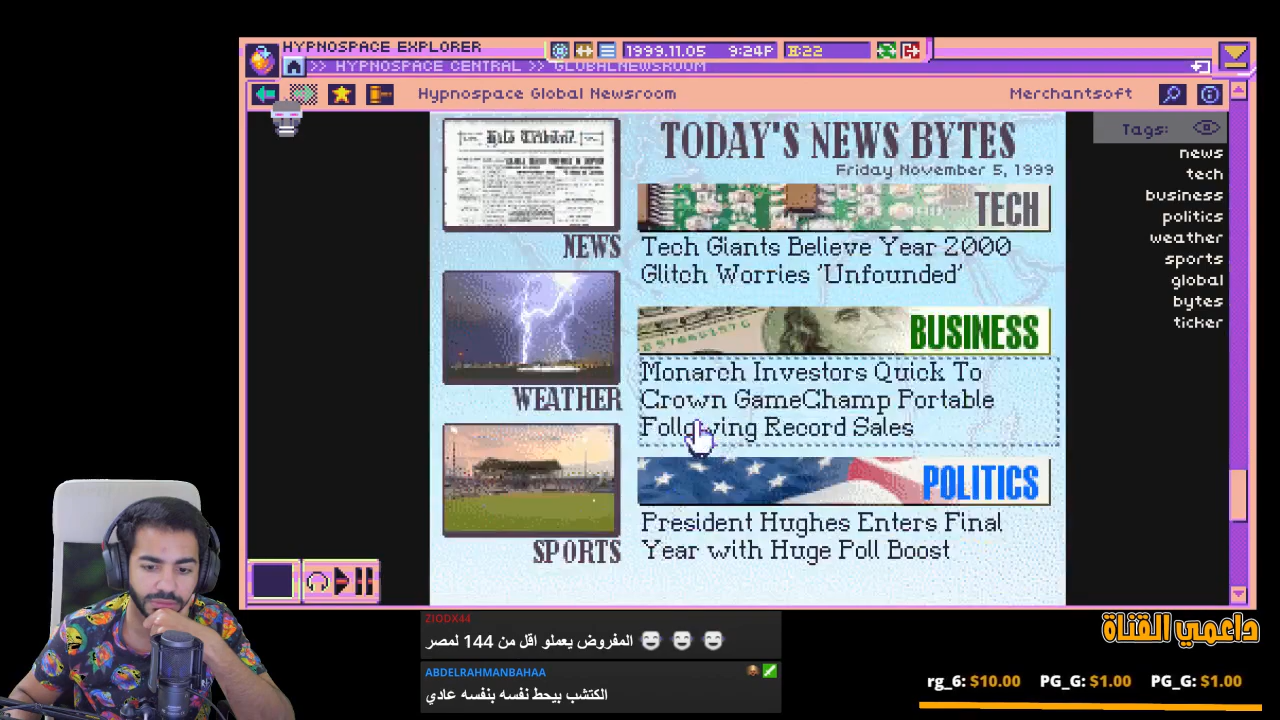 HYPNOSPACE EXPLORER
1999.11.05 9:24P
22
>> HYPNOSPACE CENTRAL >> GLOBALNEWSROOM
Hypnospace Global Newsroom
Merchantsoft
NEWS
WEATHER
SPORTS
TODAY'S NEWS BYTES
Friday November 5, 1999
TECH
Tech Giants Believe Year 2000
Glitch Worries 'Unfounded'
BUSINESS
Monarch Investors Quick To
Crown GameChamp Portable
Following Record Sales
POLITICS
President Hughes Enters Final
Year with Huge Poll Boost
Tags:
news
tech
business
politics
weather
sports
global
bytes
ticker
ZIODX44
المفروض يعملو اقل من 144 لمصر
ABDELRAHMANBAHAA
الكتشب بيحط نفسه بنفسه عادي
داعمي القناة
rg_6: $10.00 PG_G: $1.00 PG_G: $1.00